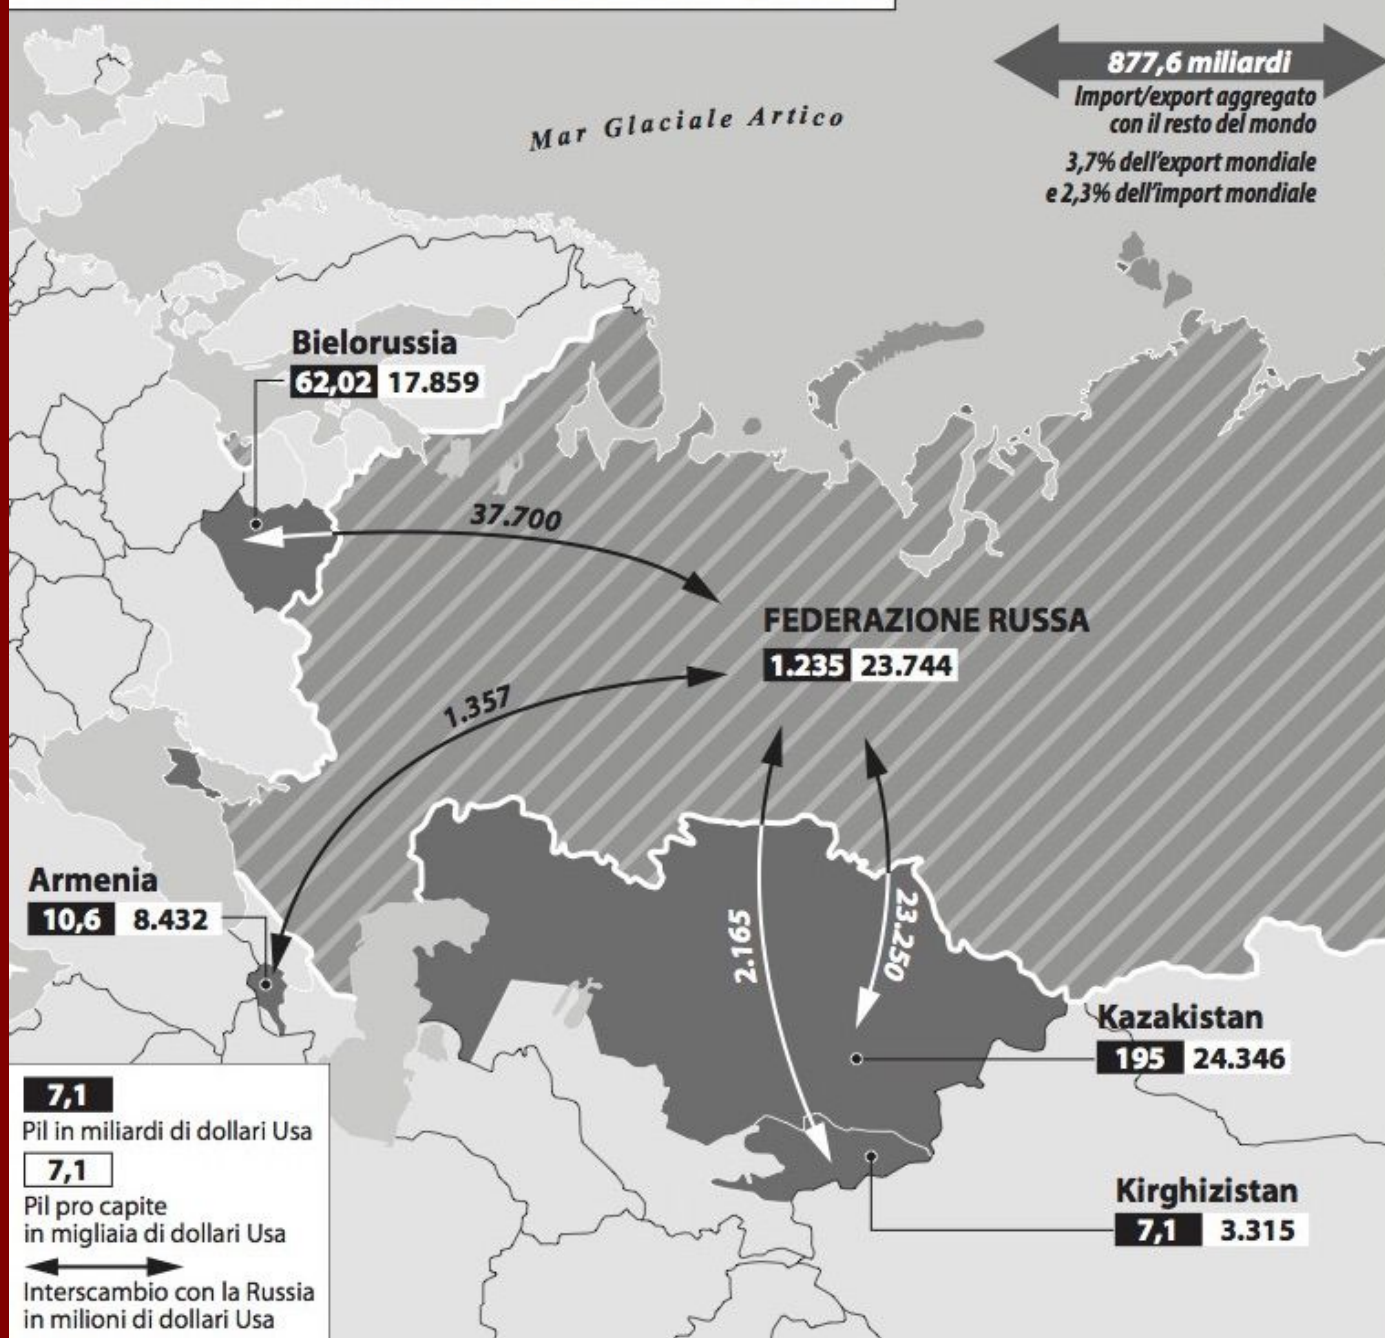 877,6 miliardi
Import/export aggregato
con il resto del mondo
3,7% dell'export mondiale
e 2,3% dell'import mondiale
Mar Glaciale Artico
Bielorussia
62,02 17.859
37.700
FEDERAZIONE RUSSA
1.235 23.744
1.357
Armenia
10,6 8.432
2.165
23.250
Kazakistan
195 24.346
Kirghizistan
7,1 3.315
7,1
Pil in miliardi di dollari Usa
7,1
Pil pro capite
in migliaia di dollari Usa
Interscambio con la Russia
in milioni di dollari Usa